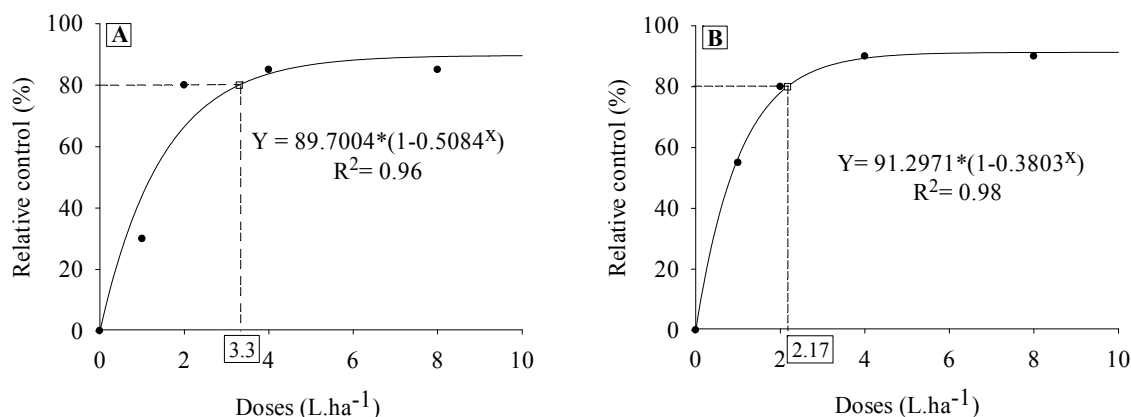 A
Relative control (%)
100
80
60
40
20
0
Y = 89.7004*(1-0.5084^x)
R²= 0.96
3.3
0 2 4 6 8 10
Doses (L.ha⁻¹)
B
Relative control (%)
100
80
60
40
20
0
Y= 91.2971*(1-0.3803^x)
R²= 0.98
2.17
0 2 4 6 8 10
Doses (L.ha⁻¹)